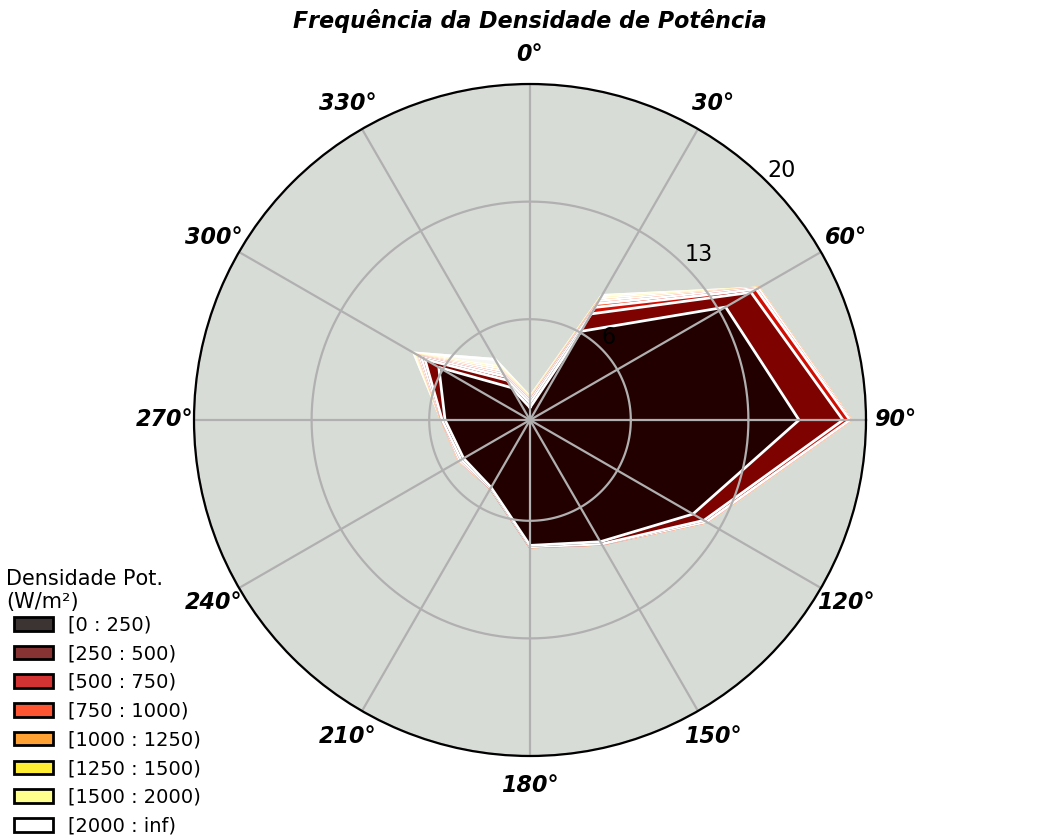 Frequência da Densidade de Potência
0°
330°
30°
20
300°
60°
13
6
270°
90°
240°
120°
210°
150°
180°
Densidade Pot.
(W/m²)
[0 : 250)
[250 : 500)
[500 : 750)
[750 : 1000)
[1000 : 1250)
[1250 : 1500)
[1500 : 2000)
[2000 : inf)